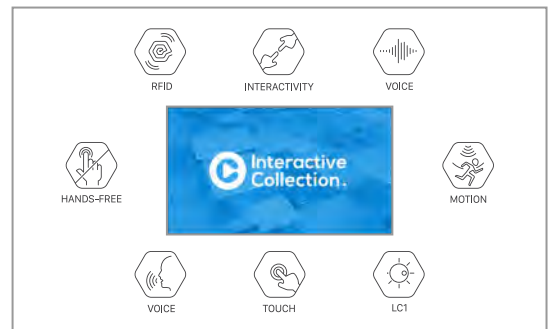 RFID
INTERACTIVITY
VOICE
Interactive
Collection.
HANDS-FREE
MOTION
VOICE
TOUCH
LC1